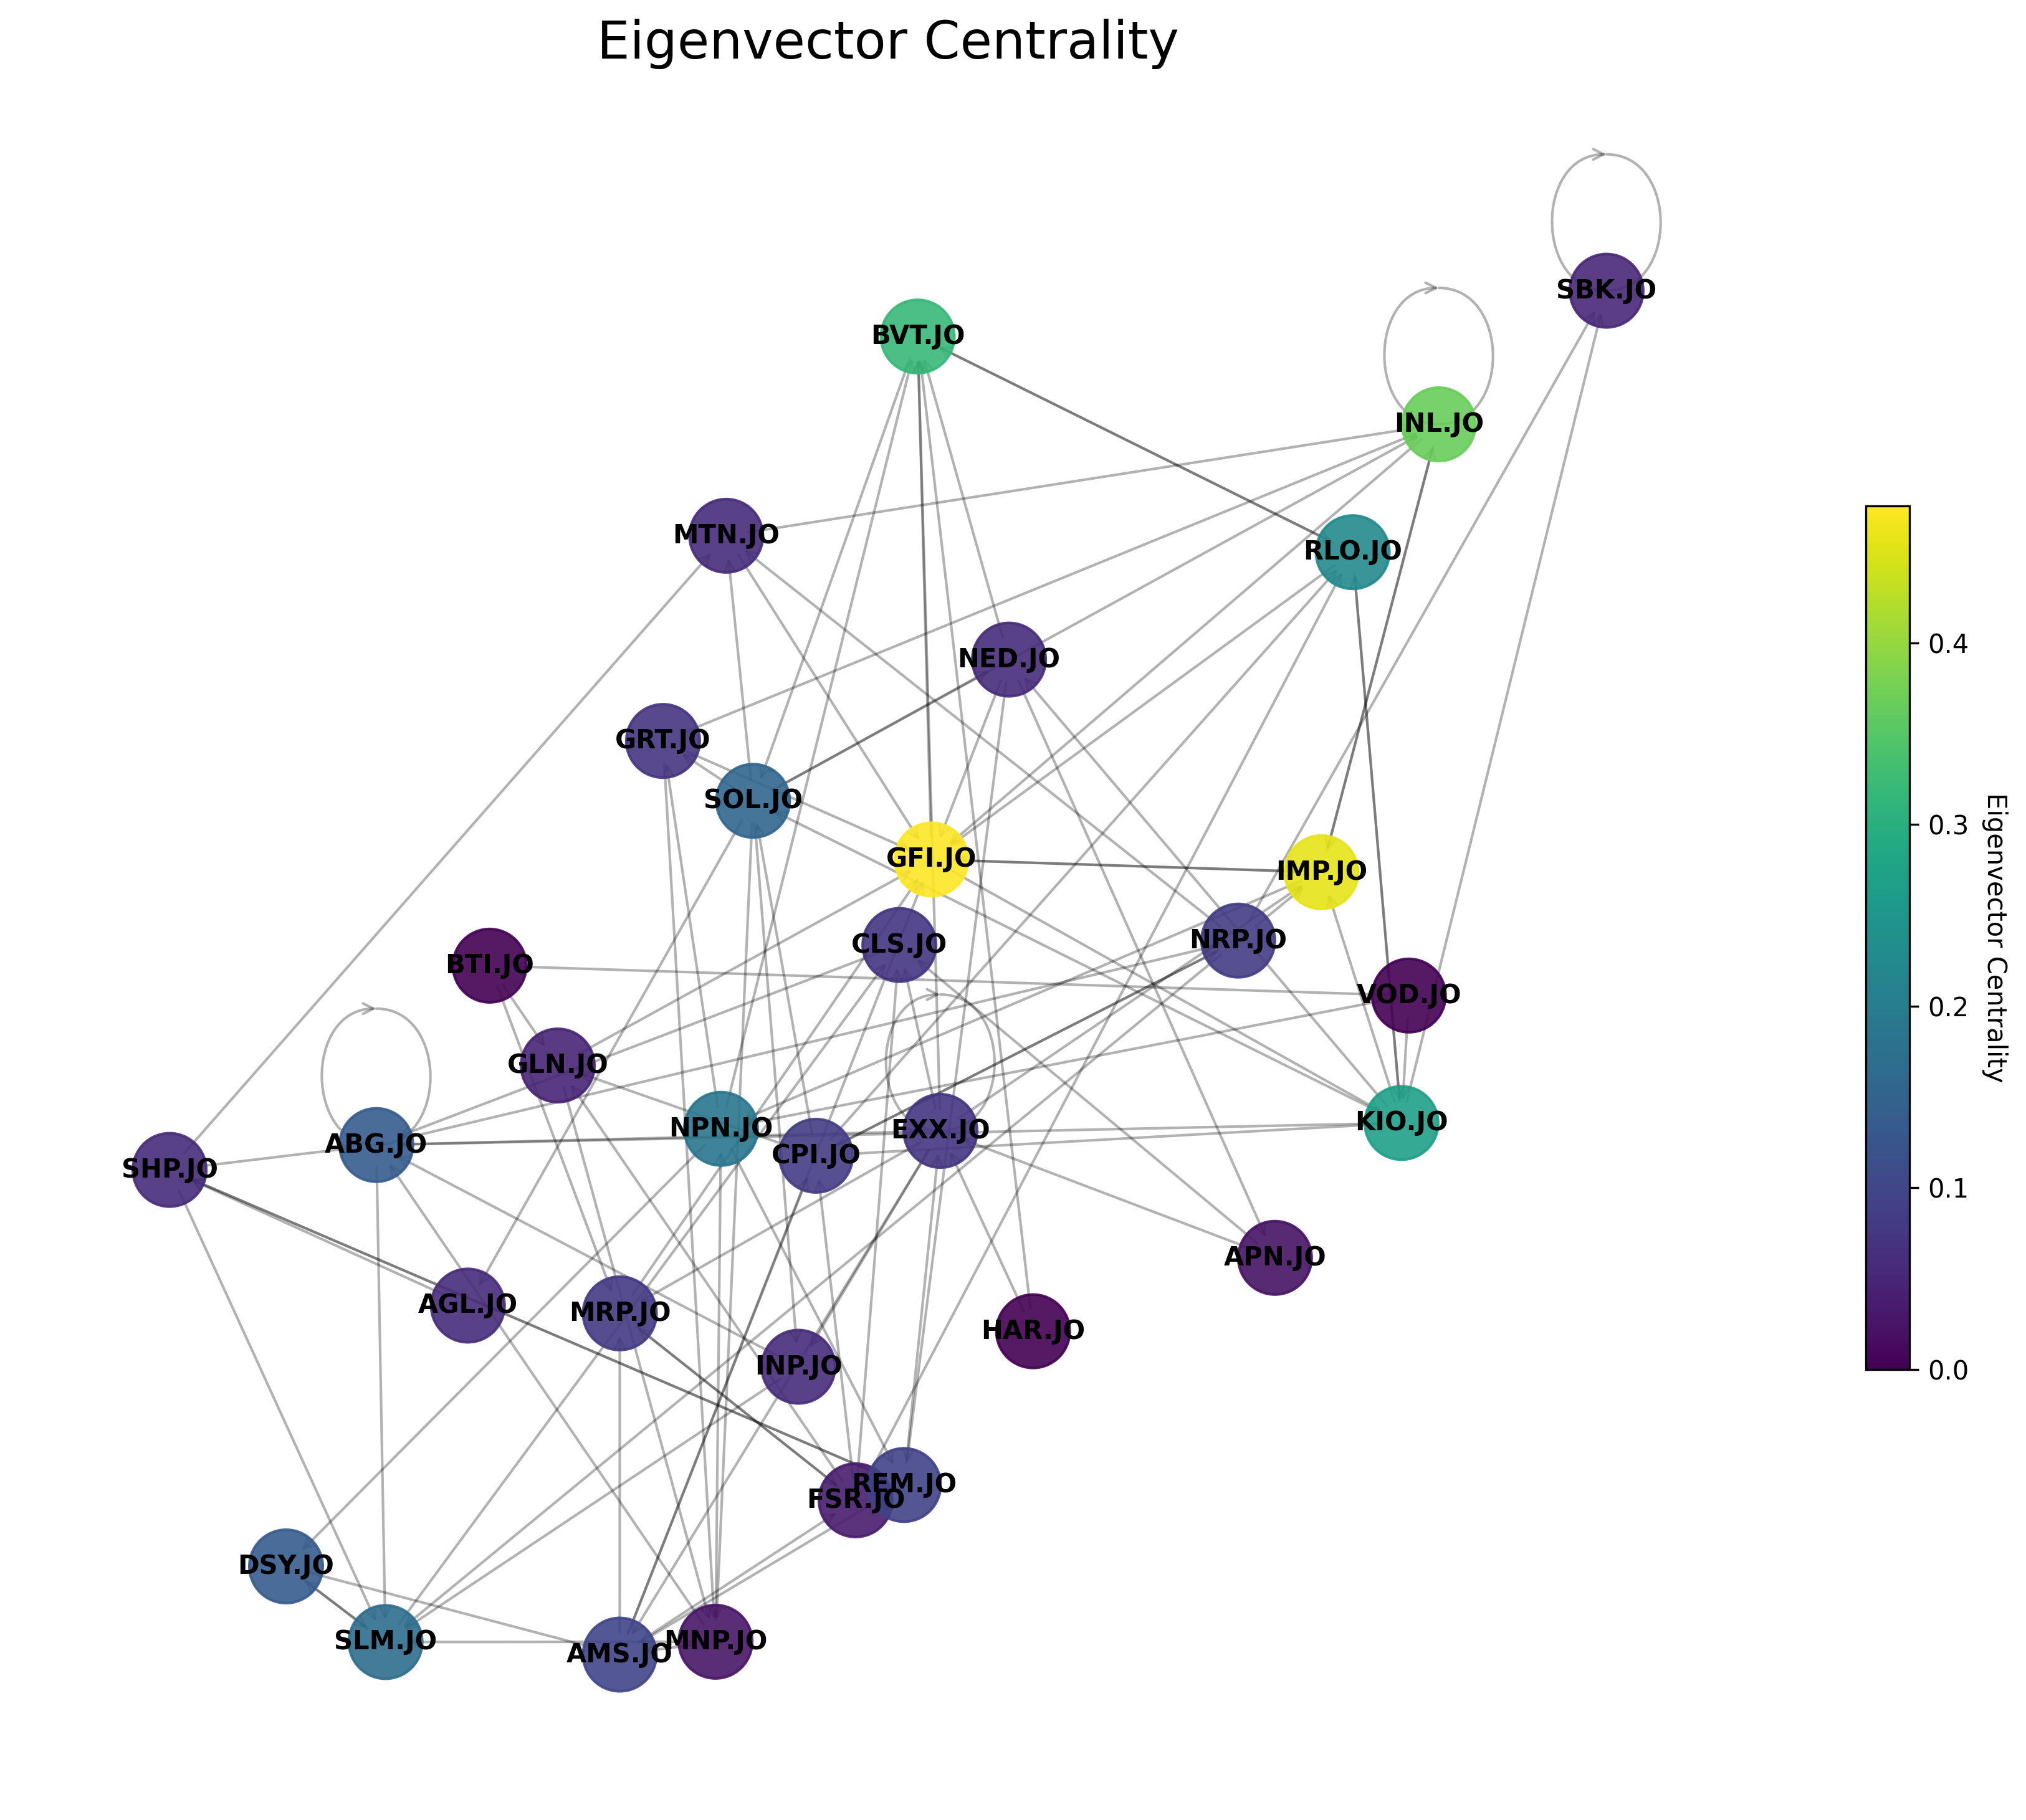 Eigenvector Centrality
SBK.JO
BVT.JO
INL.JO
MTN.JO
RLO.JO
NED.JO
GRT.JO
SOL.JO
GFI.JO
IMP.JO
CLS.JO
NRP.JO
BTI.JO
VOD.JO
GLN.JO
NPN.JO
EXX.JO
KIO.JO
ABG.JO
CPI.JO
SHP.JO
APN.JO
AGL.JO
MRP.JO
HAR.JO
INP.JO
REM.JO
FSR.JO
DSY.JO
SLM.JO
AMS.JO
MNP.JO
0.4
0.3
0.2
0.1
0.0
Eigenvector Centrality